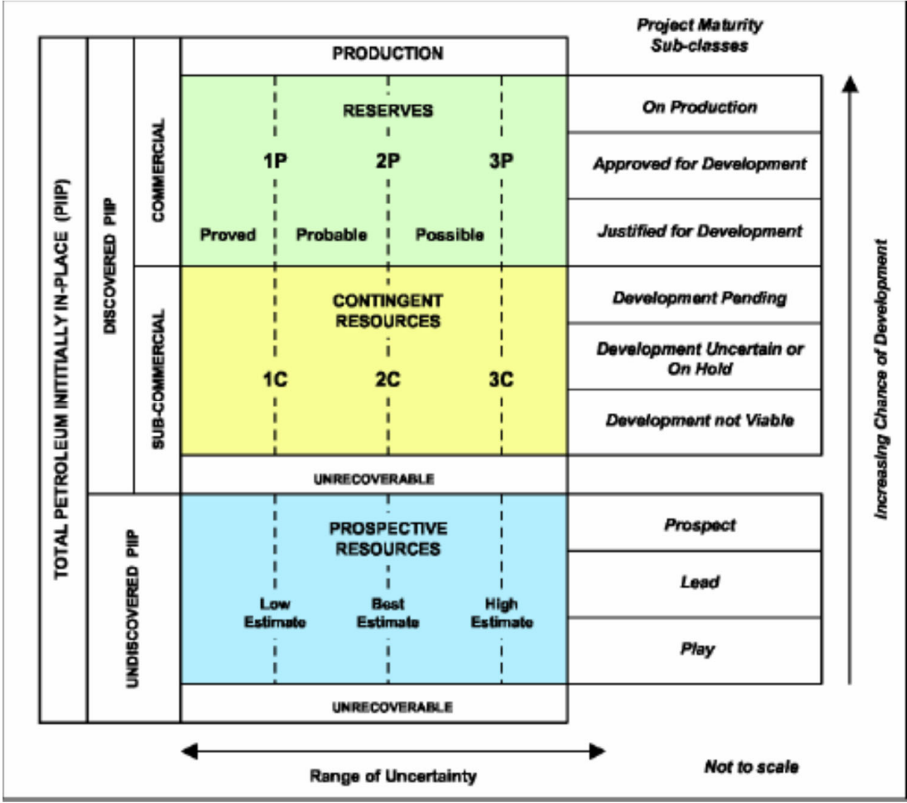 Project Maturity
Sub-classes
PRODUCTION
RESERVES
1P
2P
3P
Proved
Probable
Possible
On Production
Approved for Development
Justified for Development
CONTINGENT
RESOURCES
1C
2C
3C
Development Pending
Development Uncertain or
On Hold
Development not Viable
UNRECOVERABLE
PROSPECTIVE
RESOURCES
Low
Estimate
Best
Estimate
High
Estimate
Prospect
Lead
Play
UNRECOVERABLE
TOTAL PETROLEUM INITITIALLY IN-PLACE (PIIP)
DISCOVERED PIIP
UNDISCOVERED PIIP
COMMERCIAL
SUB-COMMERCIAL
Increasing Chance of Development
Range of Uncertainty
Not to scale